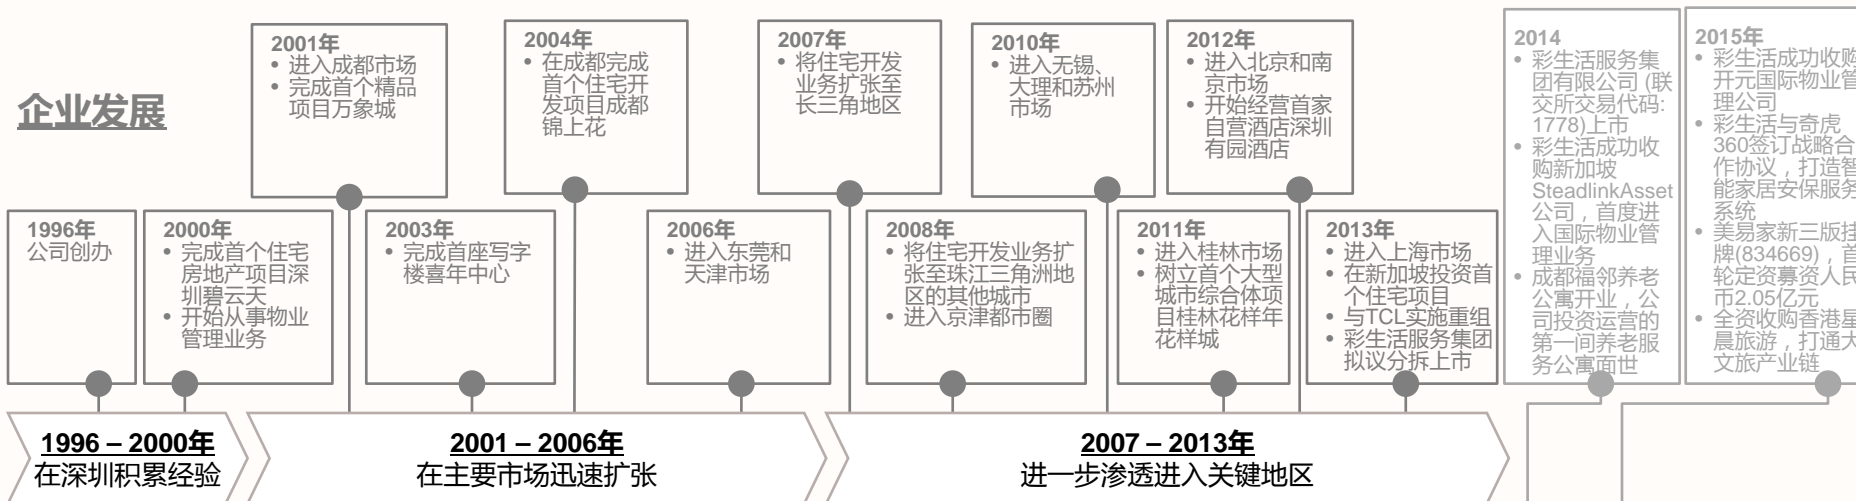 企业发展
2001年
• 进入成都市场
• 完成首个精品
项目万象城
2004年
• 在成都完成
首个住宅开
发项目成都
锦上花
2007年
• 将住宅开发
业务扩张至
长三角地区
2010年
• 进入无锡、
大理和苏州
市场
2012年
• 进入北京和南
京市场
• 开始经营首家
自营酒店深圳
有园酒店
2014
• 彩生活服务集
团有限公司 (联
交所交易代码:
1778)上市
• 彩生活成功收
购新加坡
SteadlinkAsset
公司，首度进
入国际物业管
理业务
• 成都福邻养老
公寓开业，公
司投资运营的
第一间养老服
务公寓面世
2015年
• 彩生活成功收购
开元国际物业管
理公司
• 彩生活与奇虎
360签订战略合
作协议，打造智
能家居安保服务
系统
• 美易家新三版挂
牌(834669)，首
轮定资募资人民
币2.05亿元
• 全资收购香港星
晨旅游，打通大
文旅产业链
1996年
公司创办
2000年
• 完成首个住宅
房地产项目深
圳碧云天
• 开始从事物业
管理业务
2003年
• 完成首座写字
楼喜年中心
2006年
• 进入东莞和
天津市场
2008年
• 将住宅开发业务扩
张至珠江三角洲地
区的其他城市
• 进入京津都市圈
2011年
• 进入桂林市场
• 树立首个大型
城市综合体项
目桂林花样年
花样城
2013年
• 进入上海市场
• 在新加坡投资首
个住宅项目
• 与TCL实施重组
• 彩生活服务集团
拟议分拆上市
1996 – 2000年
在深圳积累经验
2001 – 2006年
在主要市场迅速扩张
2007 – 2013年
进一步渗透进入关键地区